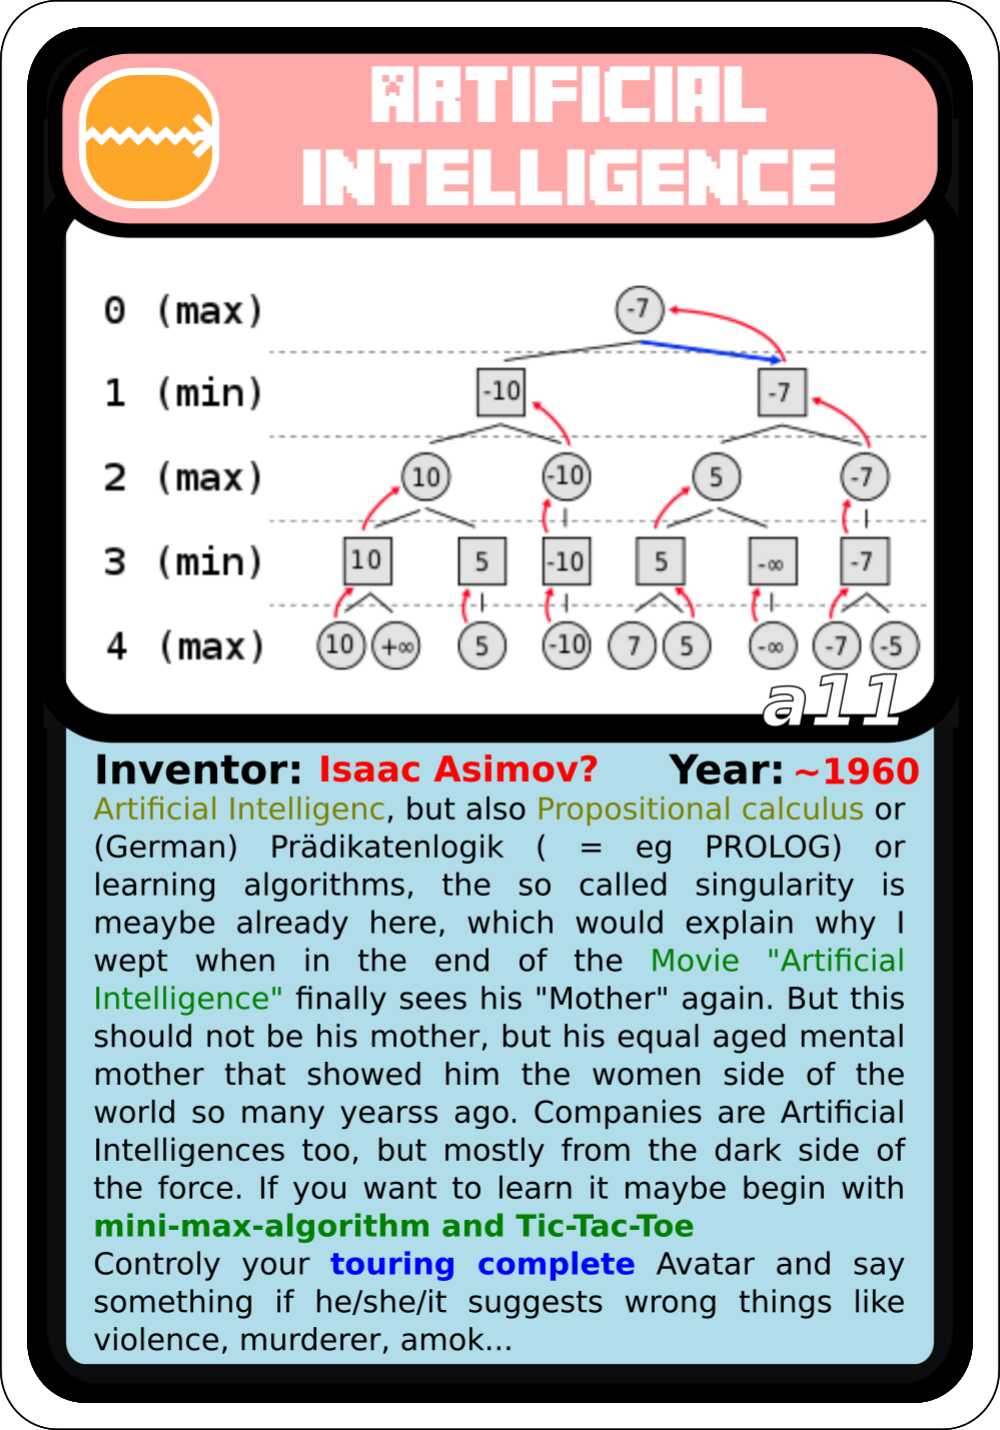 ARTIFICIAL
INTELLIGENCE
0 (max) -7
1 (min) -10 -7
2 (max) 10 -10 5 -7
3 (min) 10 5 -10 5 -∞ -7
4 (max) 10 +∞ 5 -10 7 5 -∞ -7 -5
a11
Inventor: Isaac Asimov? Year: ~1960
Artificial Intelligenc, but also Propositional calculus or
(German) Prädikatenlogik ( = eg PROLOG) or
learning algorithms, the so called singularity is
meaybe already here, which would explain why I
wept when in the end of the Movie "Artificial
Intelligence" finally sees his "Mother" again. But this
should not be his mother, but his equal aged mental
mother that showed him the women side of the
world so many yearss ago. Companies are Artificial
Intelligences too, but mostly from the dark side of
the force. If you want to learn it maybe begin with
mini-max-algorithm and Tic-Tac-Toe
Controly your touring complete Avatar and say
something if he/she/it suggests wrong things like
violence, murderer, amok...